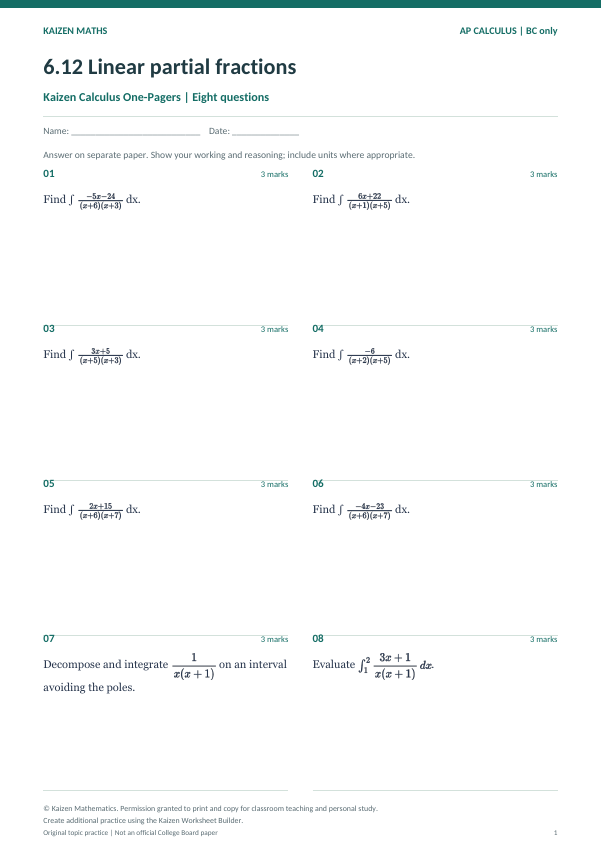 KAIZEN MATHS
AP CALCULUS | BC only
6.12 Linear partial fractions
Kaizen Calculus One-Pagers | Eight questions
Name: ________________________________ Date: ______________
Answer on separate paper. Show your working and reasoning; include units where appropriate.
01 3 marks
Find ∫ (−5x−24)/((x+6)(x+3)) dx.
02 3 marks
Find ∫ (6x+22)/((x+1)(x+5)) dx.
03 3 marks
Find ∫ (3x+5)/((x+5)(x+3)) dx.
04 3 marks
Find ∫ (−6)/((x+2)(x+5)) dx.
05 3 marks
Find ∫ (2x+15)/((x+6)(x+7)) dx.
06 3 marks
Find ∫ (−4x−23)/((x+6)(x+7)) dx.
07 3 marks
Decompose and integrate 1/(x(x + 1)) on an interval
avoiding the poles.
08 3 marks
Evaluate ∫₁² (3x + 1)/(x(x + 1)) dx.
© Kaizen Mathematics. Permission granted to print and copy for classroom teaching and personal study.
Create additional practice using the Kaizen Worksheet Builder.
Original topic practice | Not an official College Board paper
1